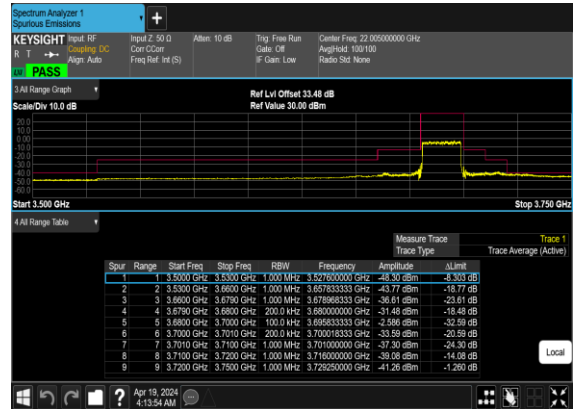 Spectrum Analyzer 1
Spurious Emissions
+
KEYSIGHT Input: RF Input Z: 50 Ω Atten: 10 dB Trig: Free Run Center Freq: 22.005000000 GHz
R T Coupling: DC Corr CCorr Gate: Off Avg|Hold: 100/100
Align: Auto Freq Ref: Int (S) IF Gain: Low Radio Std: None
PASS
3 All Range Graph Ref Lvl Offset 33.48 dB
Scale/Div 10.0 dB Ref Value 30.00 dBm
20.0
10.0
0.00
-10.0
-20.0
-30.0
-40.0
-50.0
-60.0
Start 3.500 GHz Stop 3.750 GHz
4 All Range Table
Measure Trace Trace 1
Trace Type Trace Average (Active)
Spur Range Start Freq Stop Freq RBW Frequency Amplitude ΔLimit
1 1 3.5000 GHz 3.5300 GHz 1.000 MHz 3.527600000 GHz -48.30 dBm -8.303 dB
2 2 3.5300 GHz 3.6600 GHz 1.000 MHz 3.657833333 GHz -43.77 dBm -18.77 dB
3 3 3.6600 GHz 3.6790 GHz 1.000 MHz 3.678968333 GHz -36.61 dBm -23.61 dB
4 4 3.6790 GHz 3.6800 GHz 200.0 kHz 3.680000000 GHz -31.48 dBm -18.48 dB
5 5 3.6800 GHz 3.7000 GHz 100.0 kHz 3.695833333 GHz -2.586 dBm -32.59 dB
6 6 3.7000 GHz 3.7010 GHz 200.0 kHz 3.700018333 GHz -33.59 dBm -20.59 dB
7 7 3.7010 GHz 3.7100 GHz 1.000 MHz 3.701000000 GHz -37.30 dBm -24.30 dB
8 8 3.7100 GHz 3.7200 GHz 1.000 MHz 3.716000000 GHz -39.08 dBm -14.08 dB
9 9 3.7200 GHz 3.7500 GHz 1.000 MHz 3.729250000 GHz -41.26 dBm -1.260 dB
Local
? Apr 19, 2024
4:13:54 AM